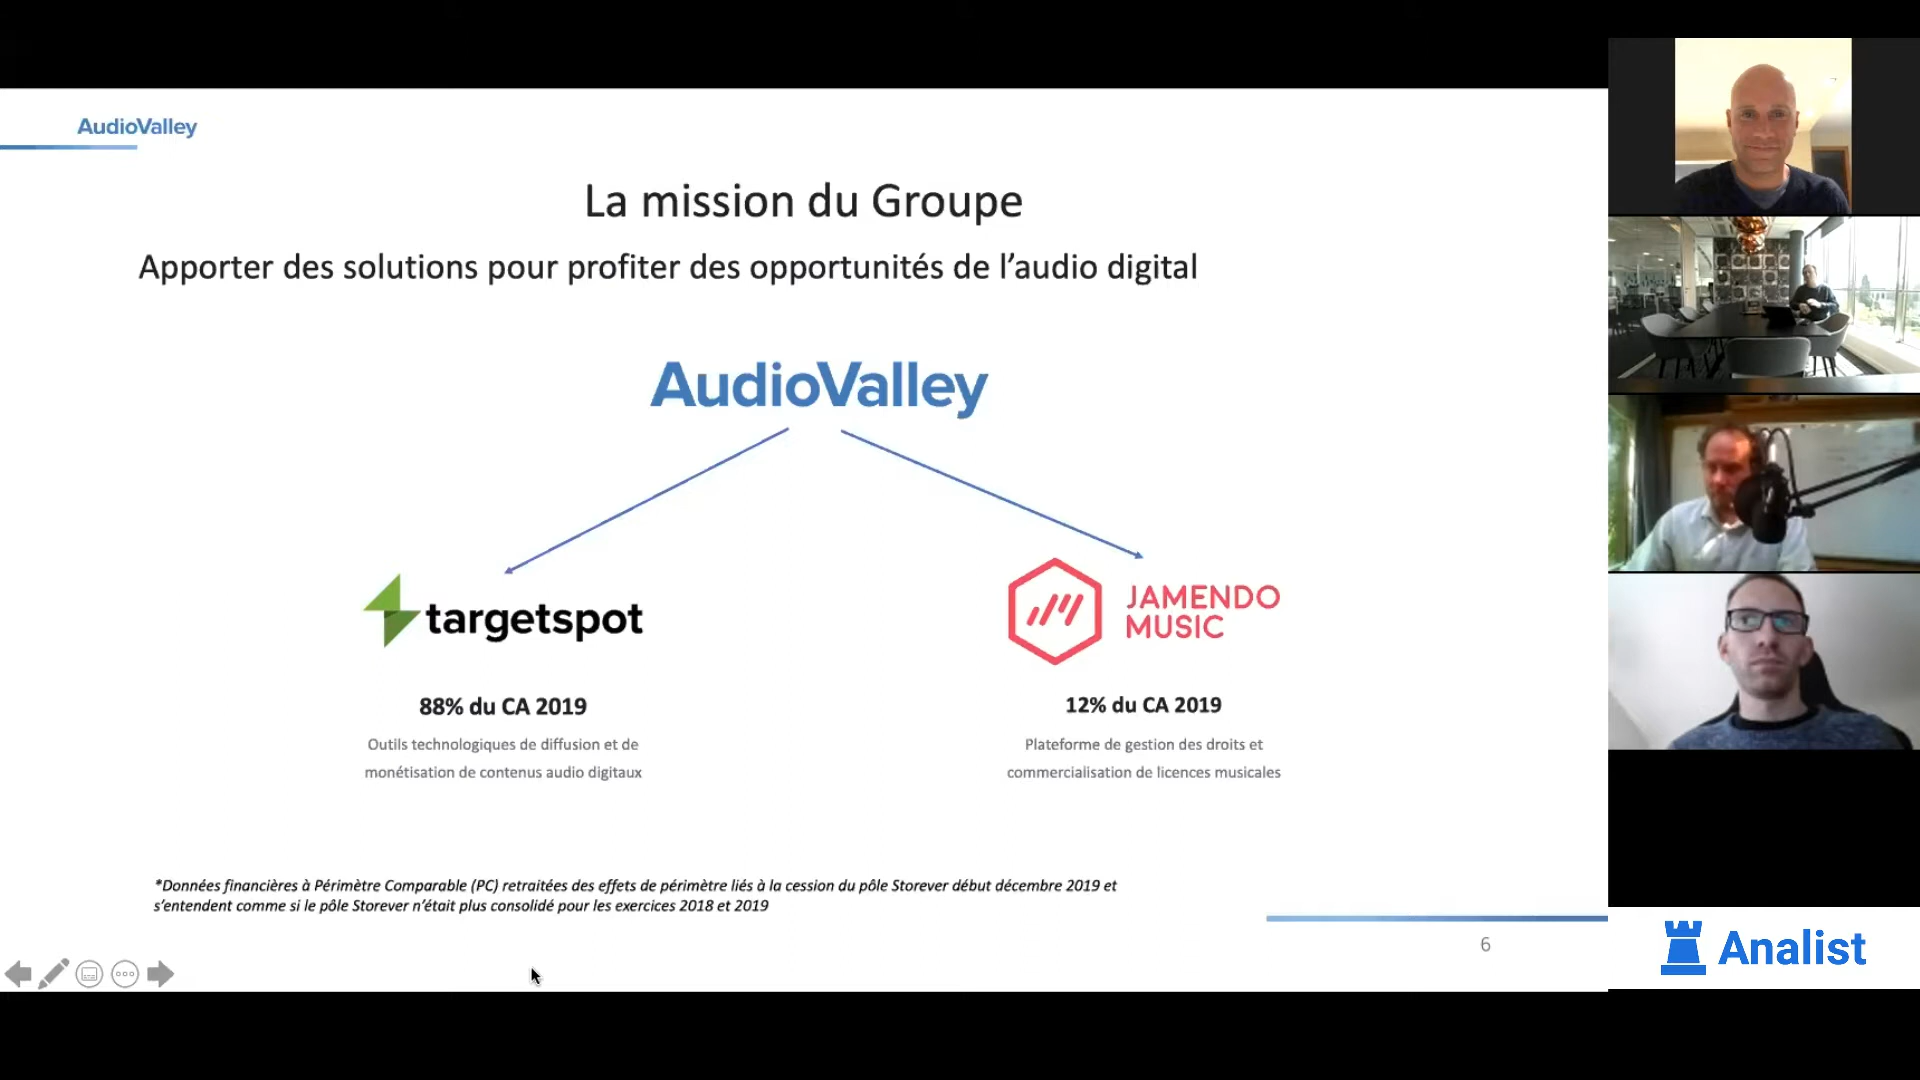 AudioValley
La mission du Groupe
Apporter des solutions pour profiter des opportunités de l’audio digital
AudioValley
targetspot
JAMENDO
MUSIC
88% du CA 2019
Outils technologiques de diffusion et de
monétisation de contenus audio digitaux
12% du CA 2019
Plateforme de gestion des droits et
commercialisation de licences musicales
*Données financières à Périmètre Comparable (PC) retraitées des effets de périmètre liés à la cession du pôle Storever début décembre 2019 et
s’entendent comme si le pôle Storever n’était plus consolidé pour les exercices 2018 et 2019
6
Analist